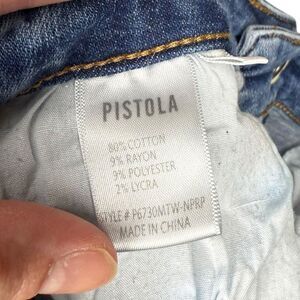 PISTOLA
80% COTTON
9% RAYON
9% POLYESTER
2% LYCRA
STYLE # P6730MTW-NPRP
MADE IN CHINA